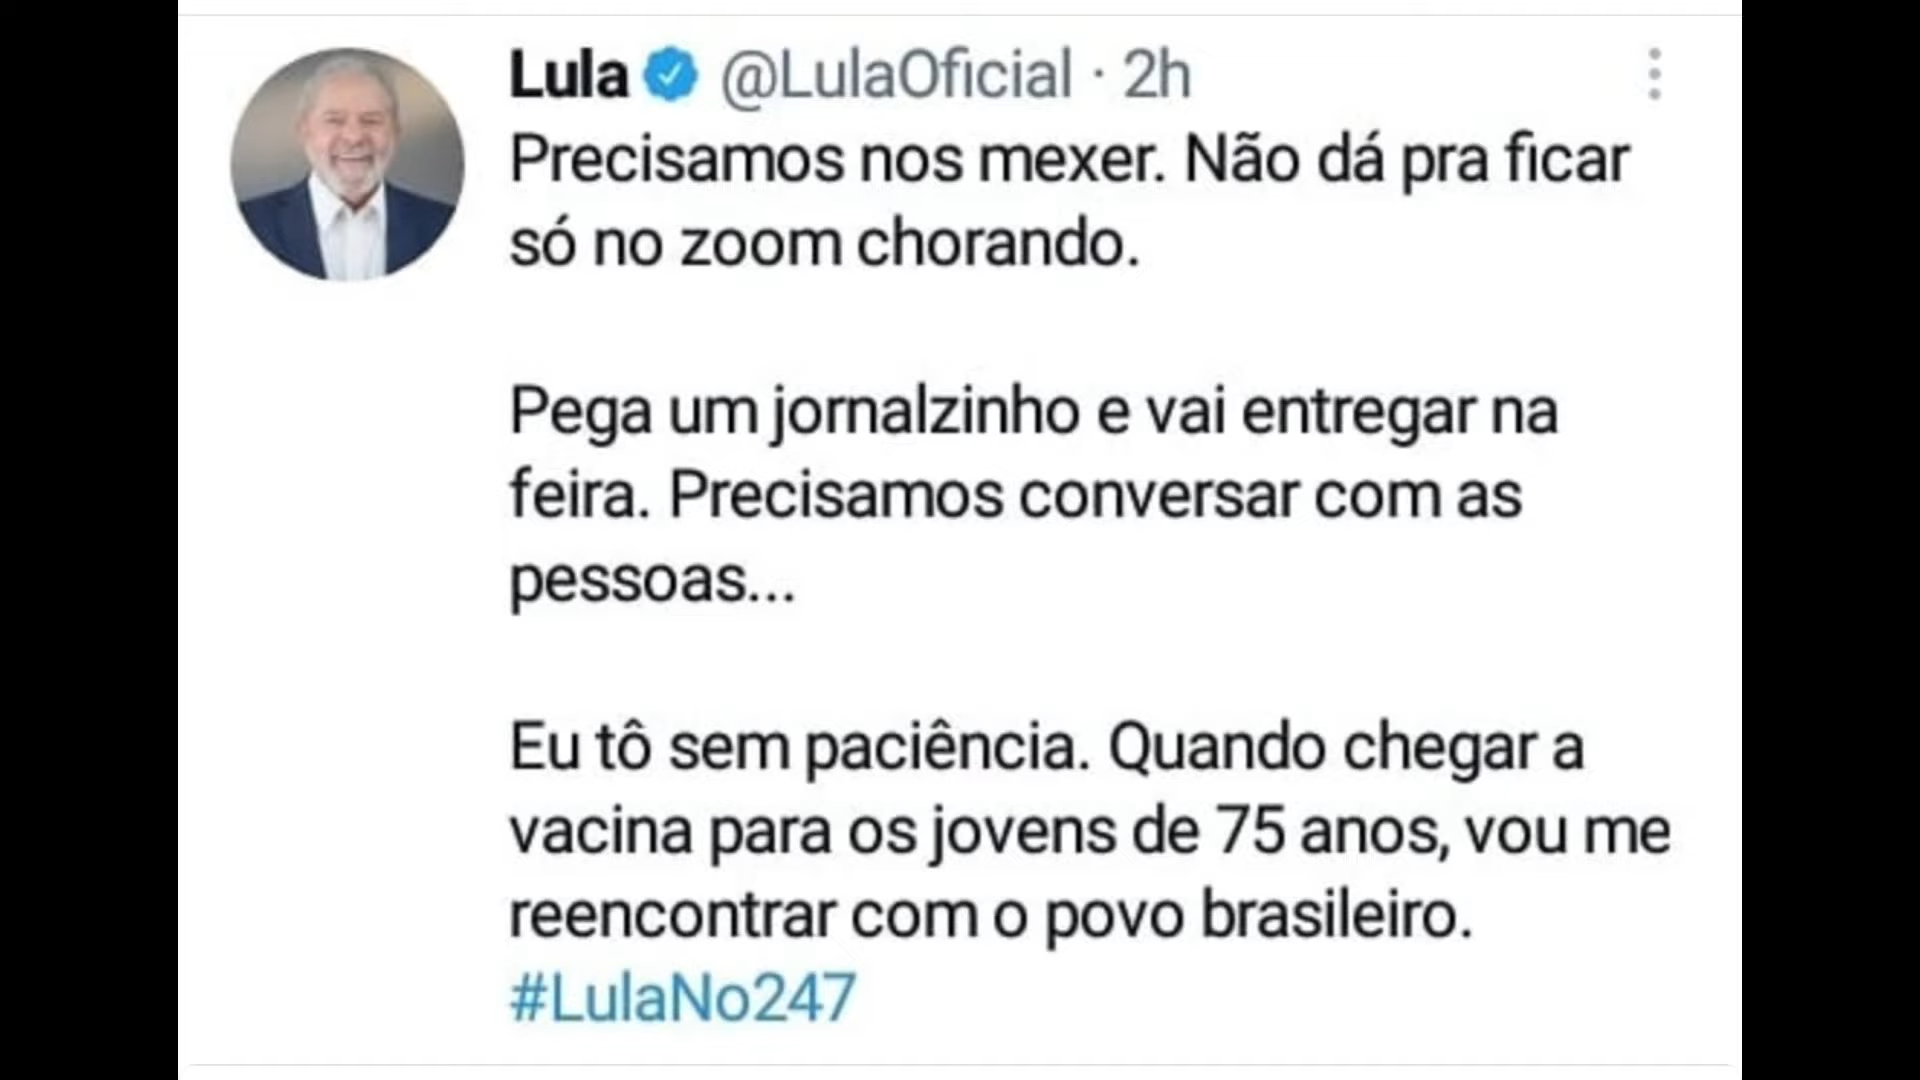 Lula @LulaOficial · 2h
Precisamos nos mexer. Não dá pra ficar
só no zoom chorando.
Pega um jornalzinho e vai entregar na
feira. Precisamos conversar com as
pessoas...
Eu tô sem paciência. Quando chegar a
vacina para os jovens de 75 anos, vou me
reencontrar com o povo brasileiro.
#LulaNo247